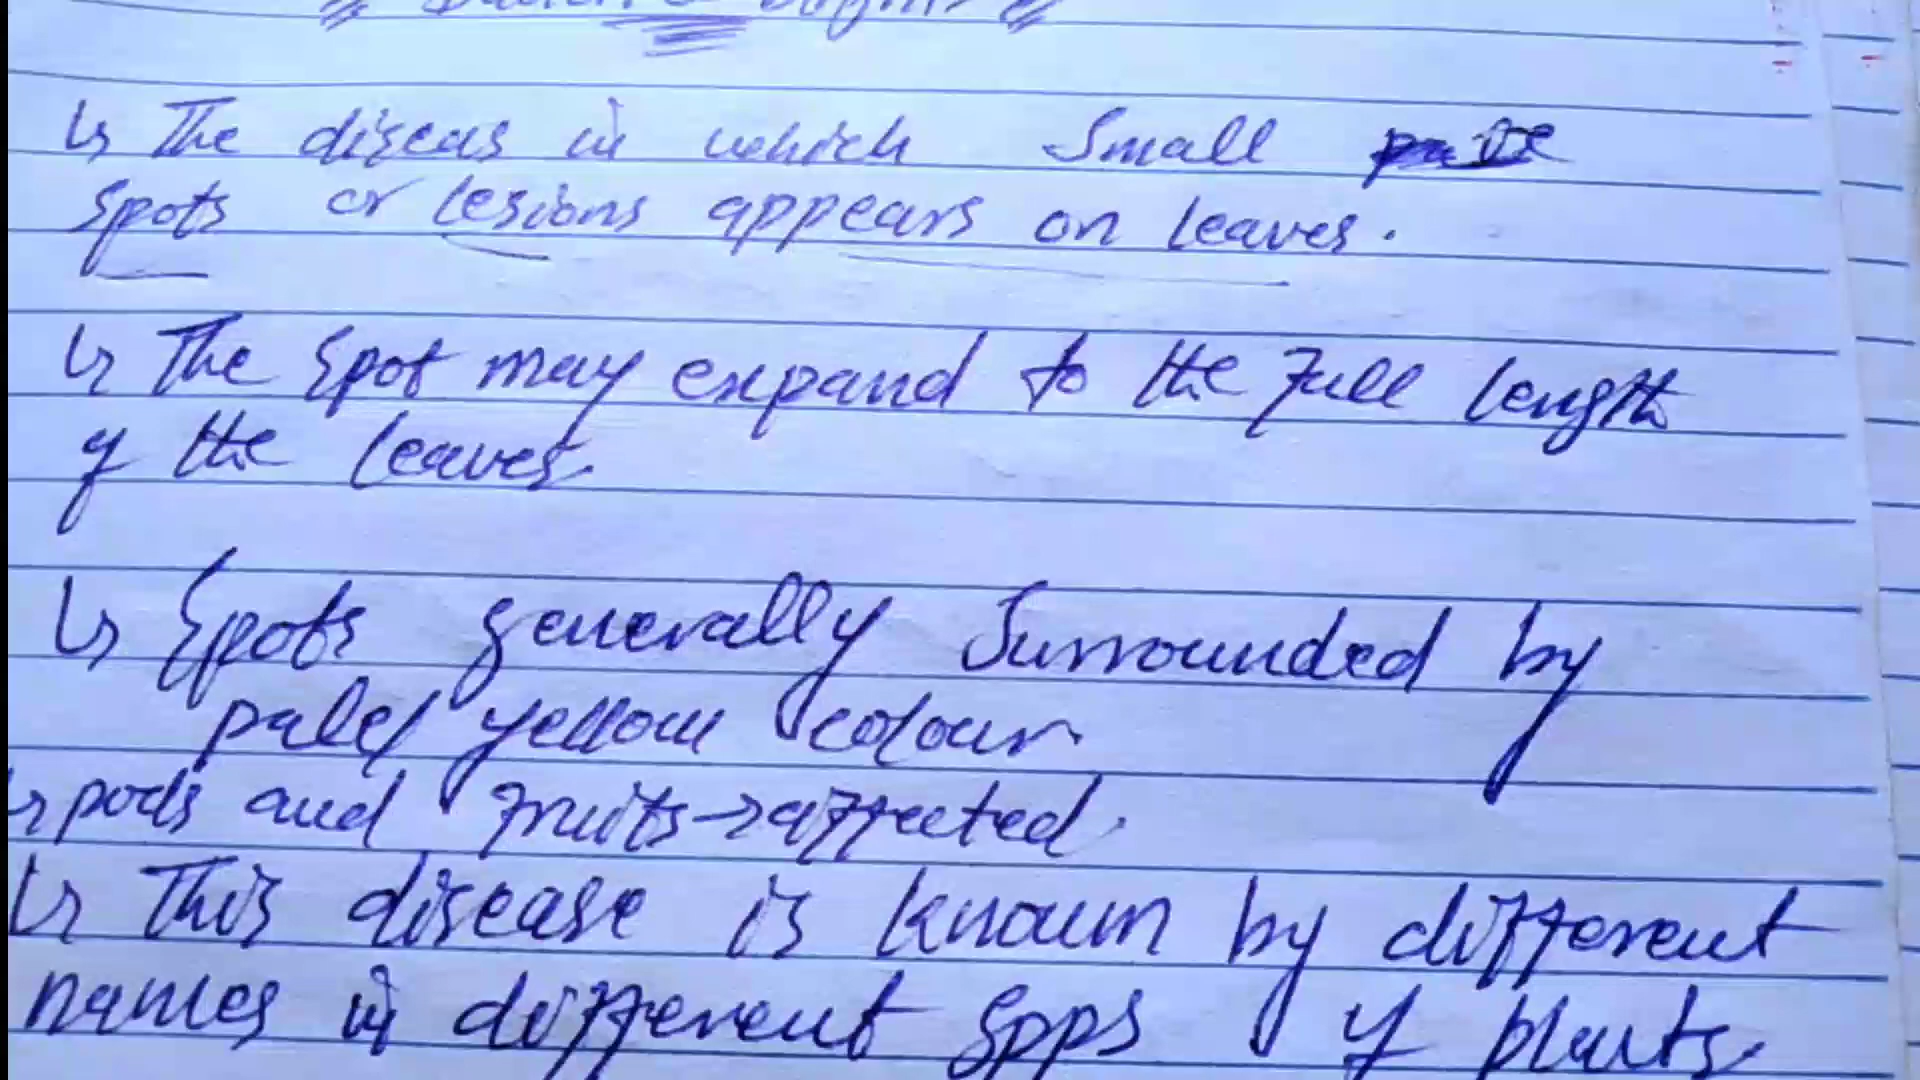 ↳ The diseas in which Small
Spots or lesions appears on leaves.
↳ The Spot may expand to the Full length
of the leaves.
↳ Spots generally Surrounded by
pale/ yellow colour
↳ pods and Fruits→affected.
↳ This disease is known by different
names in different Spps of plants.